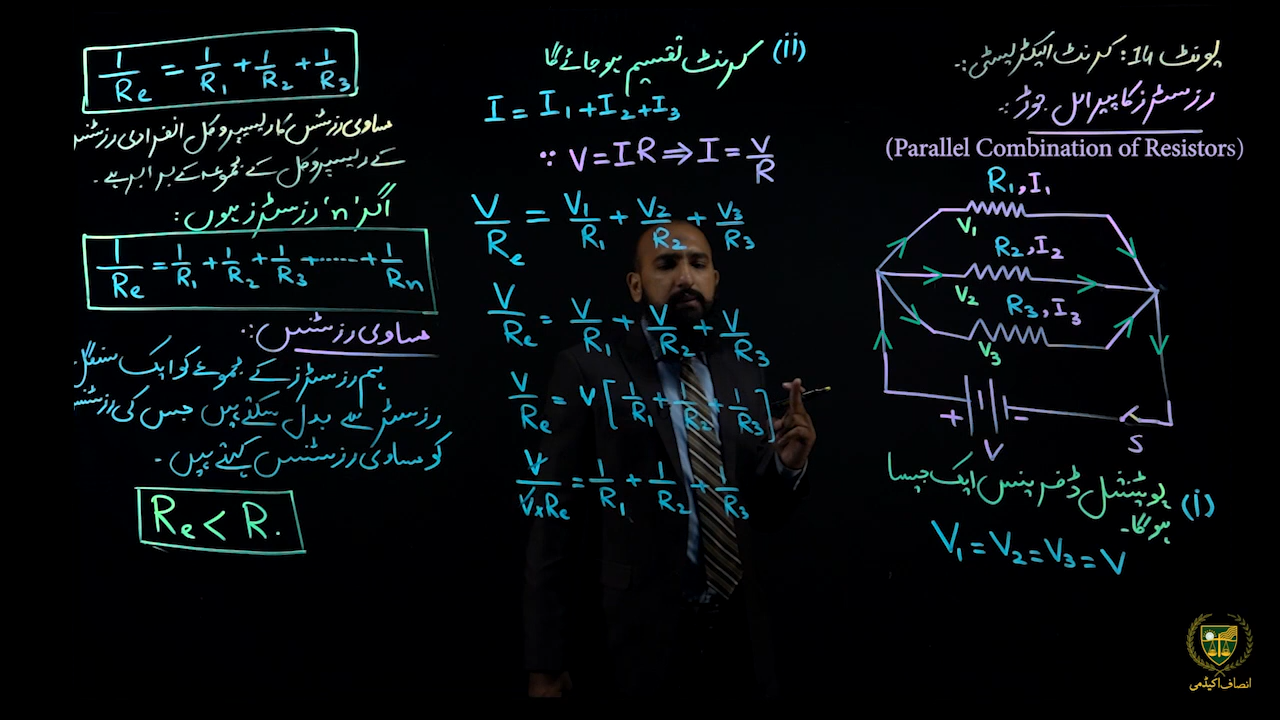 یونٹ 14: کرنٹ الیکٹریسٹی :۔
رزسٹرز کا پیرالل جوڑ :۔
(Parallel Combination of Resistors)
R₁, I₁
V₁
R₂, I₂
V₂
R₃, I₃
V₃
+ V − S
(i) پوٹینشل ڈفرینس ایک جیسا
ہوگا۔
V₁ = V₂ = V₃ = V
(ii) کرنٹ تقسیم ہو جائے گا
I = I₁ + I₂ + I₃
∵ V = IR ⇒ I = V/R
V/Re = V₁/R₁ + V₂/R₂ + V₃/R₃
V/Re = V/R₁ + V/R₂ + V/R₃
V/Re = V [1/R₁ + 1/R₂ + 1/R₃]
V/V×Re = 1/R₁ + 1/R₂ + 1/R₃
1/Re = 1/R₁ + 1/R₂ + 1/R₃
مساوی رزسٹنس کا ریسیپروکل انفرادی رزسٹنس
کے ریسیپروکل کے مجموعہ کے برابر ہے۔
اگر 'n' رزسٹرز ہوں :
1/Re = 1/R₁ + 1/R₂ + 1/R₃ + ...... + 1/Rn
مساوی رزسٹنس :۔
ہم رزسٹرز کے مجموعے کو ایک سنگل
رزسٹر سے بدل سکتے ہیں جس کی رزسٹنس
کو مساوی رزسٹنس کہتے ہیں۔
Re < R.
انصاف اکیڈمی